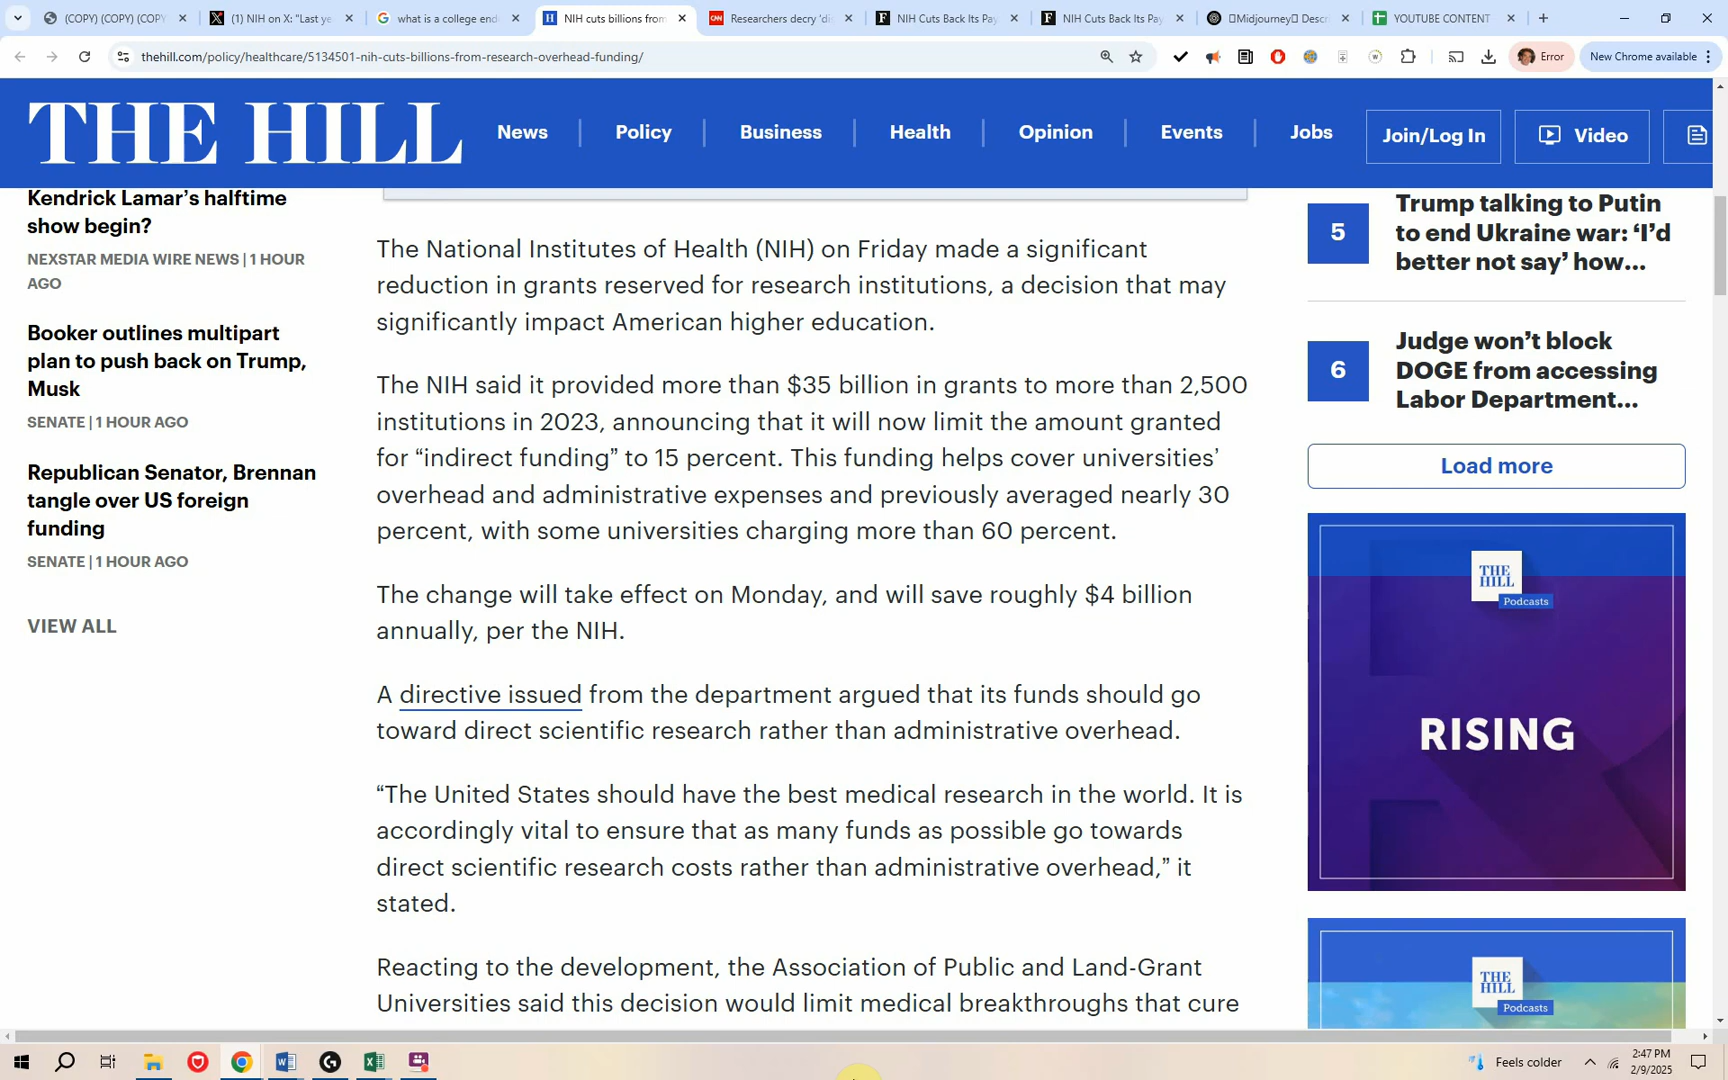 (COPY) (COPY) (COPY
(1) NIH on X: "Last ye
what is a college end
NIH cuts billions from
Researchers decry 'di
NIH Cuts Back Its Pay
NIH Cuts Back Its Pay
YOUTUBE CONTENT
thehill.com/policy/healthcare/5134501-nih-cuts-billions-from-research-overhead-funding/
Error
New Chrome available
THE HILL
News
Policy
Business
Health
Opinion
Events
Jobs
Join/Log In
Video
Kendrick Lamar’s halftime
show begin?
NEXSTAR MEDIA WIRE NEWS | 1 HOUR
AGO
Booker outlines multipart
plan to push back on Trump,
Musk
SENATE | 1 HOUR AGO
Republican Senator, Brennan
tangle over US foreign
funding
SENATE | 1 HOUR AGO
VIEW ALL
The National Institutes of Health (NIH) on Friday made a significant
reduction in grants reserved for research institutions, a decision that may
significantly impact American higher education.
The NIH said it provided more than $35 billion in grants to more than 2,500
institutions in 2023, announcing that it will now limit the amount granted
for “indirect funding” to 15 percent. This funding helps cover universities’
overhead and administrative expenses and previously averaged nearly 30
percent, with some universities charging more than 60 percent.
The change will take effect on Monday, and will save roughly $4 billion
annually, per the NIH.
A directive issued from the department argued that its funds should go
toward direct scientific research rather than administrative overhead.
“The United States should have the best medical research in the world. It is
accordingly vital to ensure that as many funds as possible go towards
direct scientific research costs rather than administrative overhead,” it
stated.
Reacting to the development, the Association of Public and Land-Grant
Universities said this decision would limit medical breakthroughs that cure
5
Trump talking to Putin
to end Ukraine war: ‘I’d
better not say’ how...
6
Judge won’t block
DOGE from accessing
Labor Department...
Load more
THE
HILL
Podcasts
RISING
THE
HILL
Podcasts
Feels colder
2:47 PM
2/9/2025